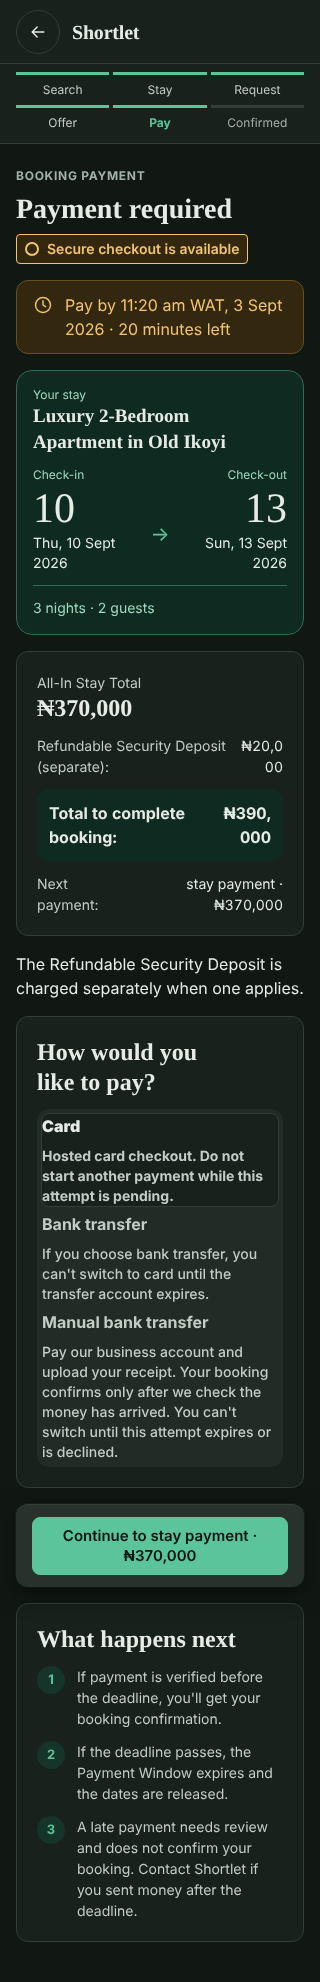 Shortlet
Search
Stay
Request
Offer
Pay
Confirmed
BOOKING PAYMENT
Payment required
Secure checkout is available
Pay by 11:20 am WAT, 3 Sept
2026 · 20 minutes left
Your stay
Luxury 2-Bedroom
Apartment in Old Ikoyi
Check-in
10
Thu, 10 Sept
2026
→
Check-out
13
Sun, 13 Sept
2026
3 nights · 2 guests
All-In Stay Total
₦370,000
Refundable Security Deposit
(separate):
₦20,0
00
Total to complete
booking:
₦390,
000
Next
payment:
stay payment ·
₦370,000
The Refundable Security Deposit is
charged separately when one applies.
How would you
like to pay?
Card
Hosted card checkout. Do not
start another payment while this
attempt is pending.
Bank transfer
If you choose bank transfer, you
can't switch to card until the
transfer account expires.
Manual bank transfer
Pay our business account and
upload your receipt. Your booking
confirms only after we check the
money has arrived. You can't
switch until this attempt expires or
is declined.
Continue to stay payment ·
₦370,000
What happens next
1
If payment is verified before
the deadline, you'll get your
booking confirmation.
2
If the deadline passes, the
Payment Window expires and
the dates are released.
3
A late payment needs review
and does not confirm your
booking. Contact Shortlet if
you sent money after the
deadline.